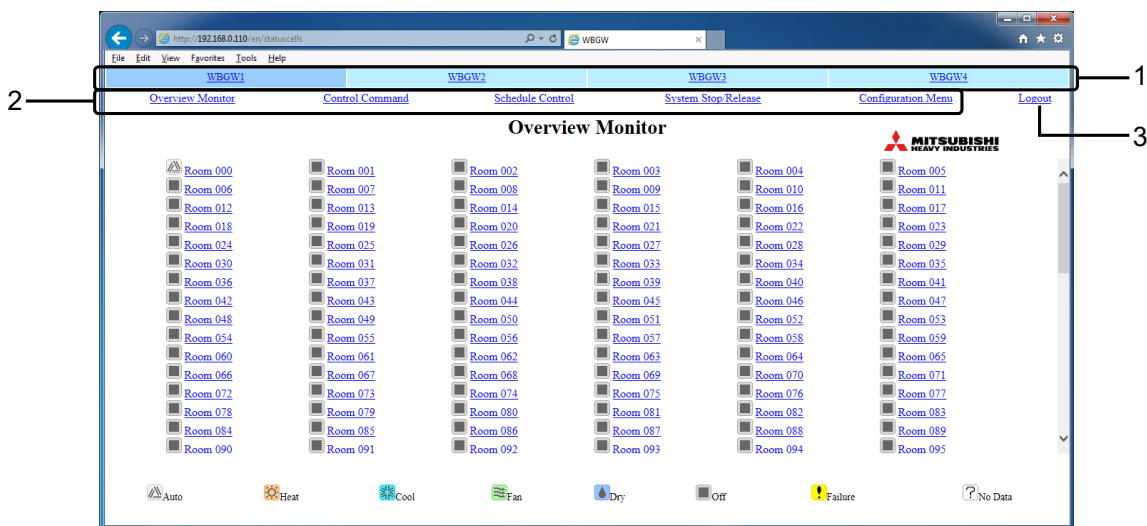 http://192.168.0.110/en/statuscells WBGW
File Edit View Favorites Tools Help
WBGW1 WBGW2 WBGW3 WBGW4 1
2 Overview Monitor Control Command Schedule Control System Stop/Release Configuration Menu Logout
Overview Monitor
3
MITSUBISHI
HEAVY INDUSTRIES
Room 000 Room 001 Room 002 Room 003 Room 004 Room 005
Room 006 Room 007 Room 008 Room 009 Room 010 Room 011
Room 012 Room 013 Room 014 Room 015 Room 016 Room 017
Room 018 Room 019 Room 020 Room 021 Room 022 Room 023
Room 024 Room 025 Room 026 Room 027 Room 028 Room 029
Room 030 Room 031 Room 032 Room 033 Room 034 Room 035
Room 036 Room 037 Room 038 Room 039 Room 040 Room 041
Room 042 Room 043 Room 044 Room 045 Room 046 Room 047
Room 048 Room 049 Room 050 Room 051 Room 052 Room 053
Room 054 Room 055 Room 056 Room 057 Room 058 Room 059
Room 060 Room 061 Room 062 Room 063 Room 064 Room 065
Room 066 Room 067 Room 068 Room 069 Room 070 Room 071
Room 072 Room 073 Room 074 Room 075 Room 076 Room 077
Room 078 Room 079 Room 080 Room 081 Room 082 Room 083
Room 084 Room 085 Room 086 Room 087 Room 088 Room 089
Room 090 Room 091 Room 092 Room 093 Room 094 Room 095
Auto Heat Cool Fan Dry Off Failure No Data